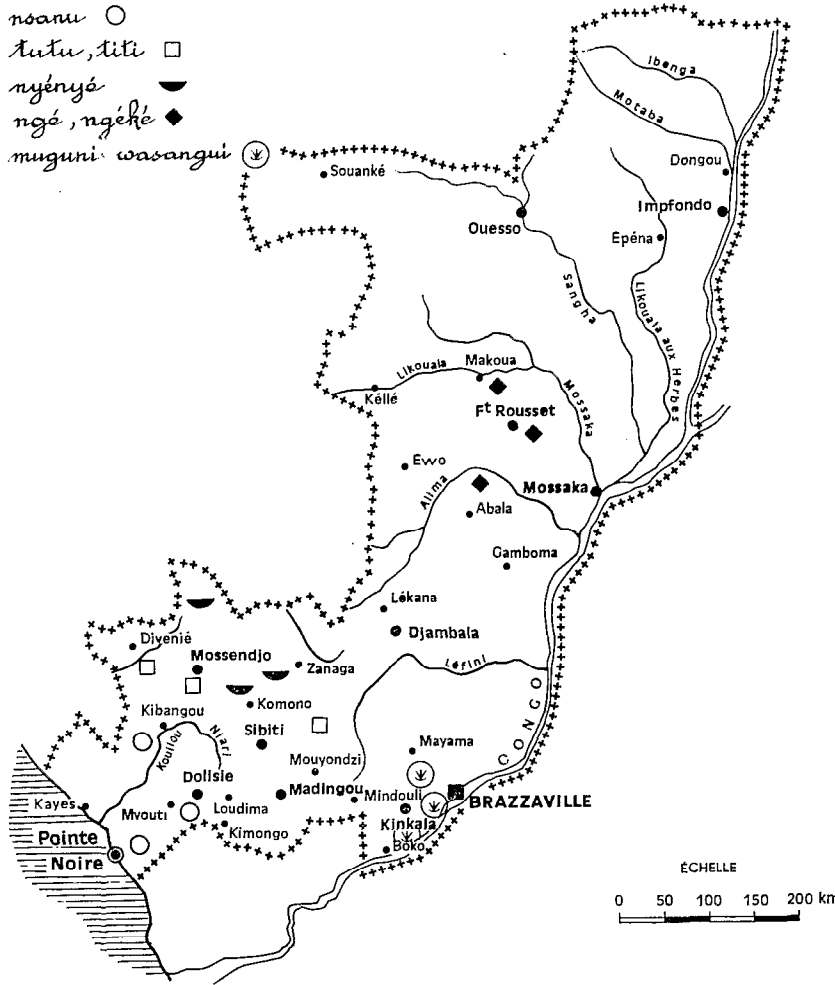 nsanu
tutu, titi
nyényé
ngé, ngéké
muguni wasangui
Ibenga
Motaba
Dongou
Souanké
Impfondo
Ouesso
Épéna
Sangha
Likouala aux Herbes
Likouala
Makoua
Mossaka
Kéllé
Ft Rousset
Ewo
Alima
Mossaka
Abala
Gamboma
Lékana
Djambala
Divenié
Mossendjo
Zanaga
Léfini
Komono
CONGO
Kibangou
Niari
Kouilou
Sibiti
Mayama
Mouyondzi
Dolisie
Madingou
Mindouli
BRAZZAVILLE
Kayes
Mvouti
Loudima
Kinkala
Kimongo
Pointe
Noire
Boko
ÉCHELLE
0 50 100 150 200 km